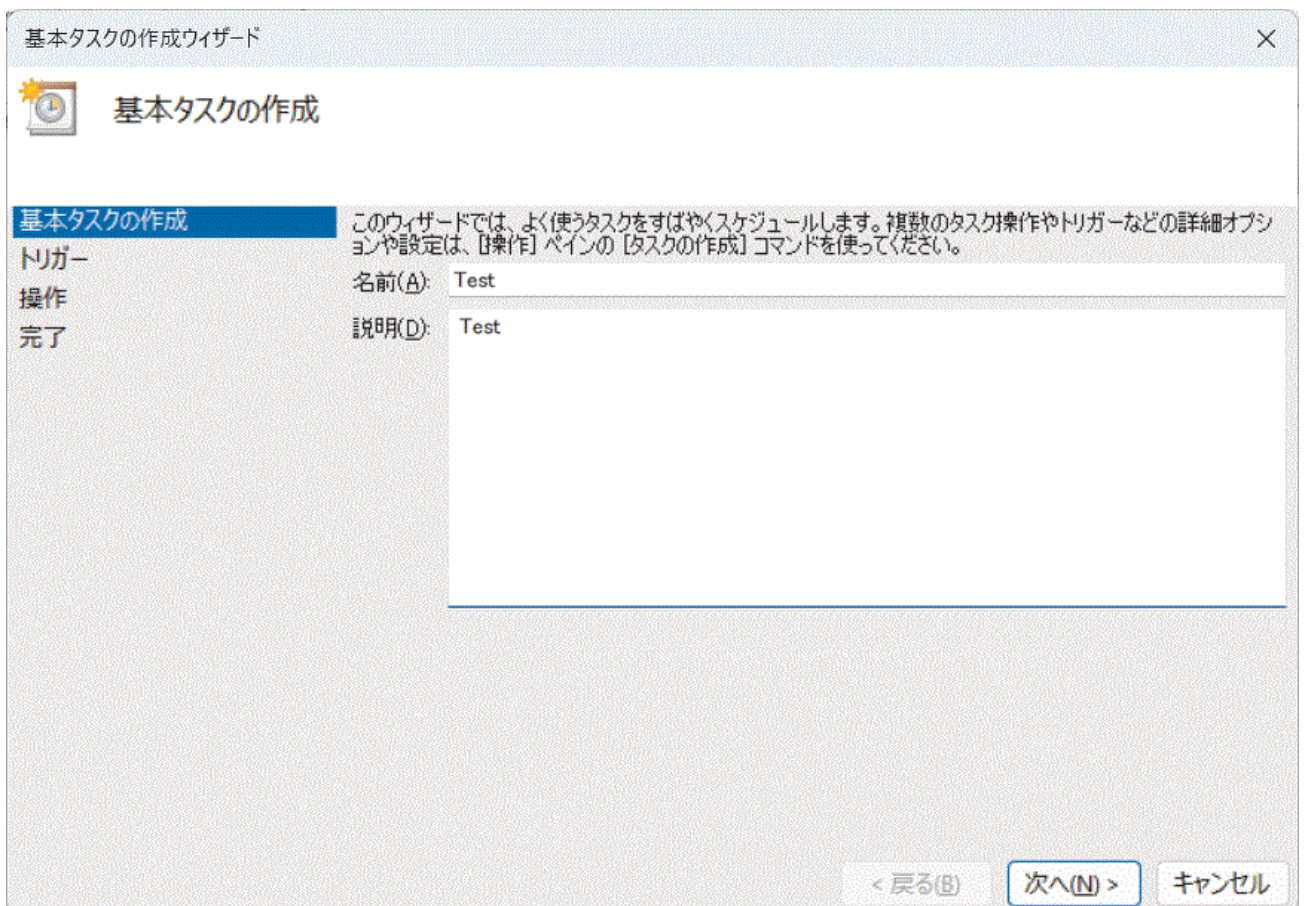 基本タスクの作成ウィザード
基本タスクの作成
基本タスクの作成
トリガー
操作
完了
このウィザードでは、よく使うタスクをすばやくスケジュールします。複数のタスク操作やトリガーなどの詳細オプシ
ョンや設定は、[操作] ペインの [タスクの作成] コマンドを使ってください。
名前(A): Test
説明(D): Test
< 戻る(B) 次へ(N) > キャンセル